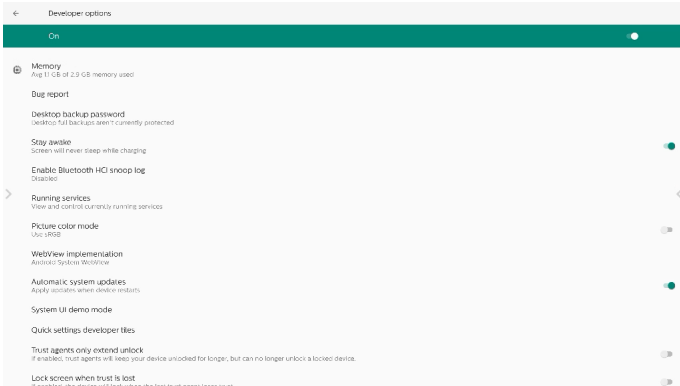 Developer options
On
Memory
Avg 1.1 GB of 2.9 GB memory used
Bug report
Desktop backup password
Desktop full backups aren't currently protected
Stay awake
Screen will never sleep while charging
Enable Bluetooth HCI snoop log
Disabled
Running services
View and control currently running services
Picture color mode
Use sRGB
WebView implementation
Android System WebView
Automatic system updates
Apply updates when device restarts
System UI demo mode
Quick settings developer tiles
Trust agents only extend unlock
If enabled, trust agents will keep your device unlocked for longer, but can no longer unlock a locked device.
Lock screen when trust is lost